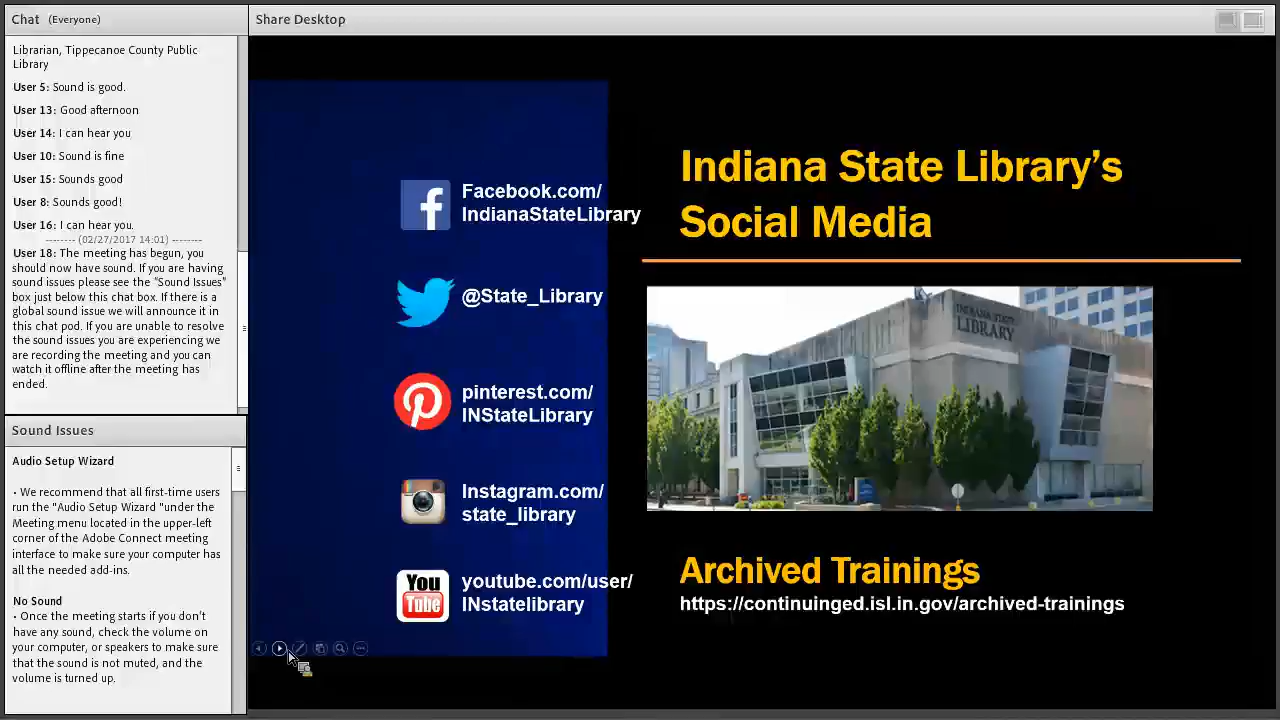 Chat (Everyone)
Librarian, Tippecanoe County Public
Library
User 5: Sound is good.
User 13: Good afternoon
User 14: I can hear you
User 10: Sound is fine
User 15: Sounds good
User 8: Sounds good!
User 16: I can hear you.
-------- (02/27/2017 14:01) --------
User 18: The meeting has begun, you
should now have sound. If you are having
sound issues please see the "Sound Issues"
box just below this chat box. If there is a
global sound issue we will announce it in
this chat pod. If you are unable to resolve
the sound issues you are experiencing we
are recording the meeting and you can
watch it offline after the meeting has
ended.
Sound Issues
Audio Setup Wizard
• We recommend that all first-time users
run the "Audio Setup Wizard "under the
Meeting menu located in the upper-left
corner of the Adobe Connect meeting
interface to make sure your computer has
all the needed add-ins.
No Sound
• Once the meeting starts if you don't
have any sound, check the volume on
your computer, or speakers to make sure
that the sound is not muted, and the
volume is turned up.
Share Desktop
Facebook.com/
IndianaStateLibrary
@State_Library
pinterest.com/
INStateLibrary
Instagram.com/
state_library
You
Tube
youtube.com/user/
INstatelibrary
Indiana State Library's
Social Media
INDIANA STATE
LIBRARY
Archived Trainings
https://continuinged.isl.in.gov/archived-trainings